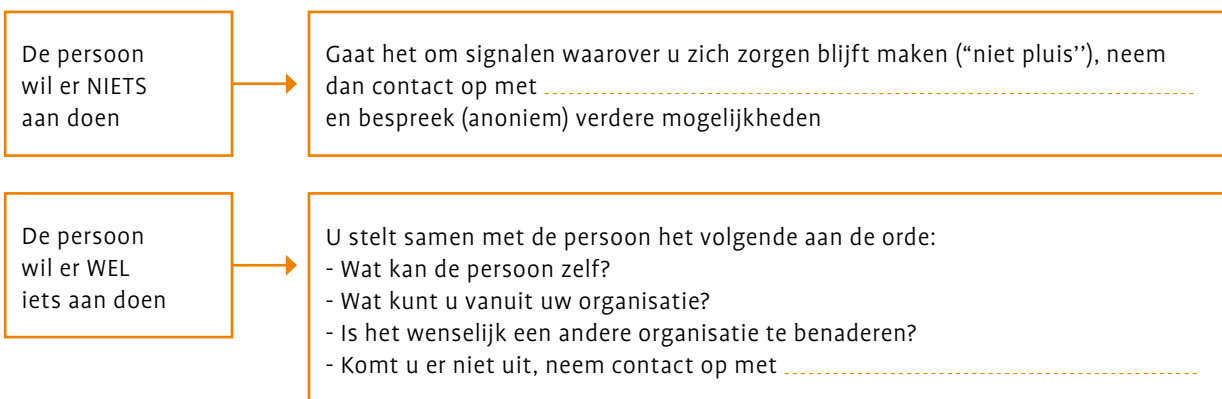 De persoon
wil er NIETS
aan doen
Gaat het om signalen waarover u zich zorgen blijft maken (“niet pluis’’), neem
dan contact op met
en bespreek (anoniem) verdere mogelijkheden
De persoon
wil er WEL
iets aan doen
U stelt samen met de persoon het volgende aan de orde:
- Wat kan de persoon zelf?
- Wat kunt u vanuit uw organisatie?
- Is het wenselijk een andere organisatie te benaderen?
- Komt u er niet uit, neem contact op met